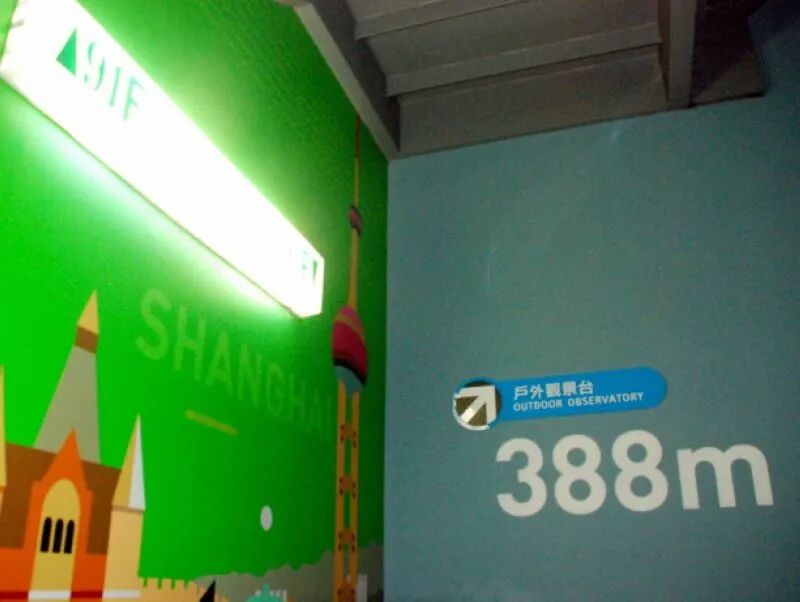 ▲91F
SHANGHAI
戶外觀景台
OUTDOOR OBSERVATORY
388m